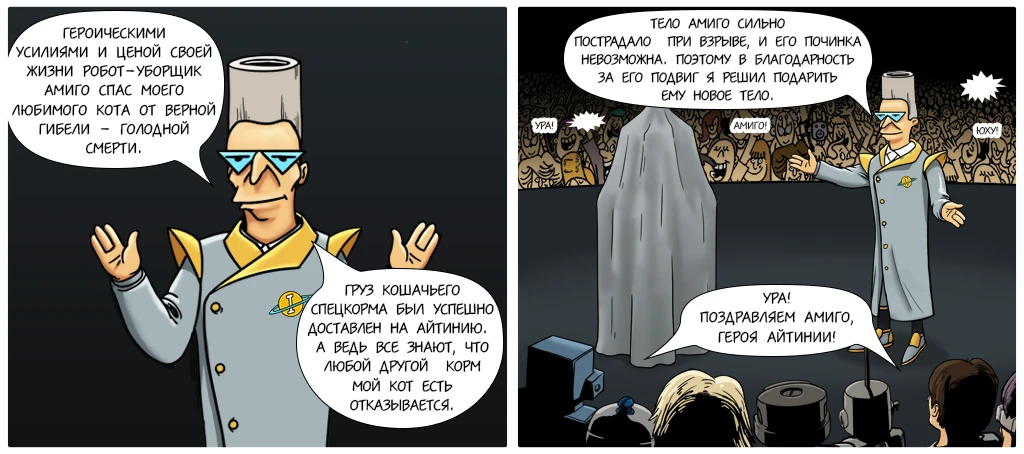 ГЕРОИЧЕСКИМИ
УСИЛИЯМИ И ЦЕНОЙ СВОЕЙ
ЖИЗНИ РОБОТ-УБОРЩИК
АМИГО СПАС МОЕГО
ЛЮБИМОГО КОТА ОТ ВЕРНОЙ
ГИБЕЛИ - ГОЛОДНОЙ
СМЕРТИ.
ГРУЗ КОШАЧЬЕГО
СПЕЦКОРМА БЫЛ УСПЕШНО
ДОСТАВЛЕН НА АЙТИНИЮ.
А ВЕДЬ ВСЕ ЗНАЮТ, ЧТО
ЛЮБОЙ ДРУГОЙ КОРМ
МОЙ КОТ ЕСТЬ
ОТКАЗЫВАЕТСЯ.
I
ТЕЛО АМИГО СИЛЬНО
ПОСТРАДАЛО ПРИ ВЗРЫВЕ, И ЕГО ПОЧИНКА
НЕВОЗМОЖНА. ПОЭТОМУ В БЛАГОДАРНОСТЬ
ЗА ЕГО ПОДВИГ Я РЕШИЛ ПОДАРИТЬ
ЕМУ НОВОЕ ТЕЛО.
УРА!
АМИГО!
ЮХУ!
УРА!
ПОЗДРАВЛЯЕМ АМИГО,
ГЕРОЯ АЙТИНИИ!